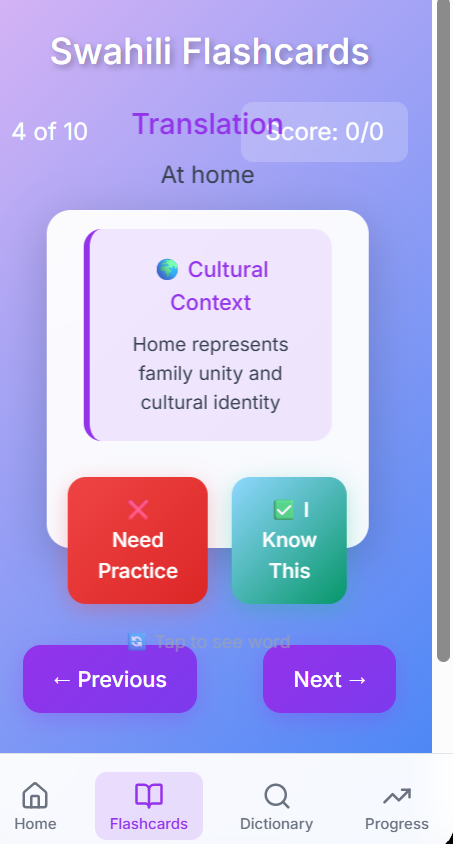 Swahili Flashcards
4 of 10
Translation
Score: 0/0
At home
🌍 Cultural
Context
Home represents
family unity and
cultural identity
❌
Need
Practice
✅ I
Know
This
🔄 Tap to see word
← Previous
Next →
Home
Flashcards
Dictionary
Progress